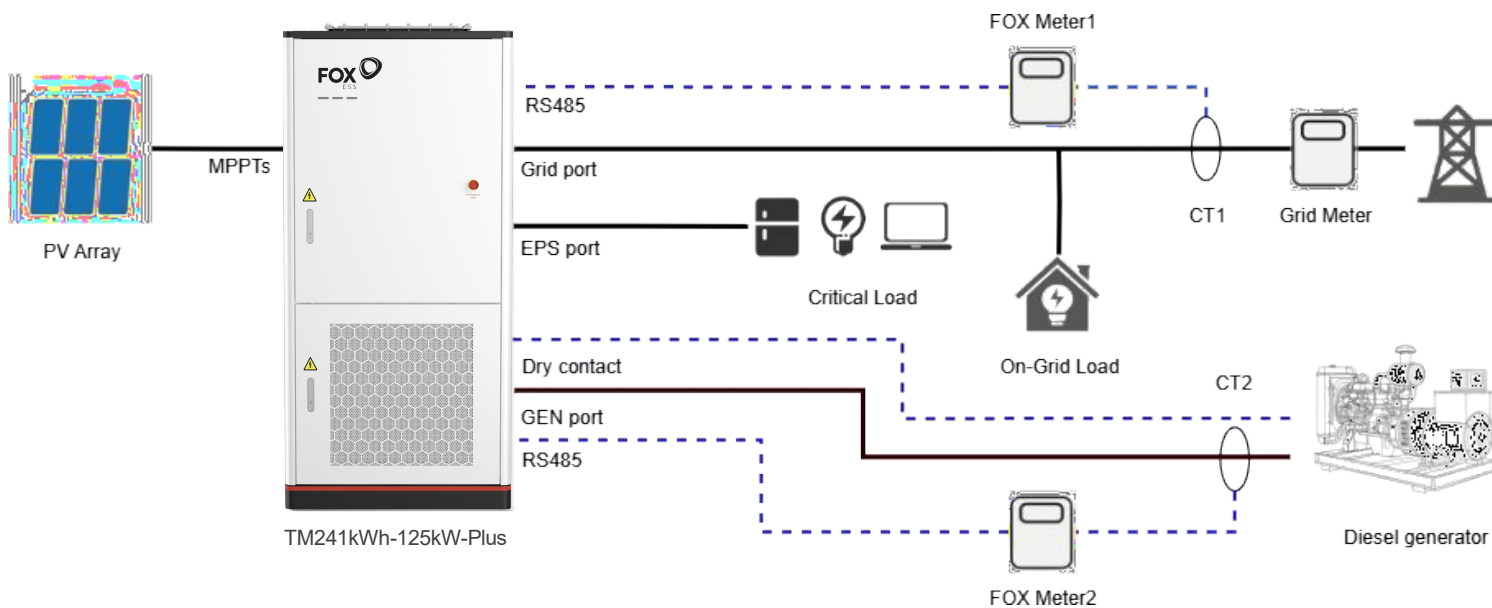 FOX Meter1
FOX
ESS
RS485
MPPTs
Grid port
CT1
Grid Meter
PV Array
EPS port
Critical Load
On-Grid Load
Dry contact
CT2
GEN port
RS485
TM241kWh-125kW-Plus
Diesel generator
FOX Meter2